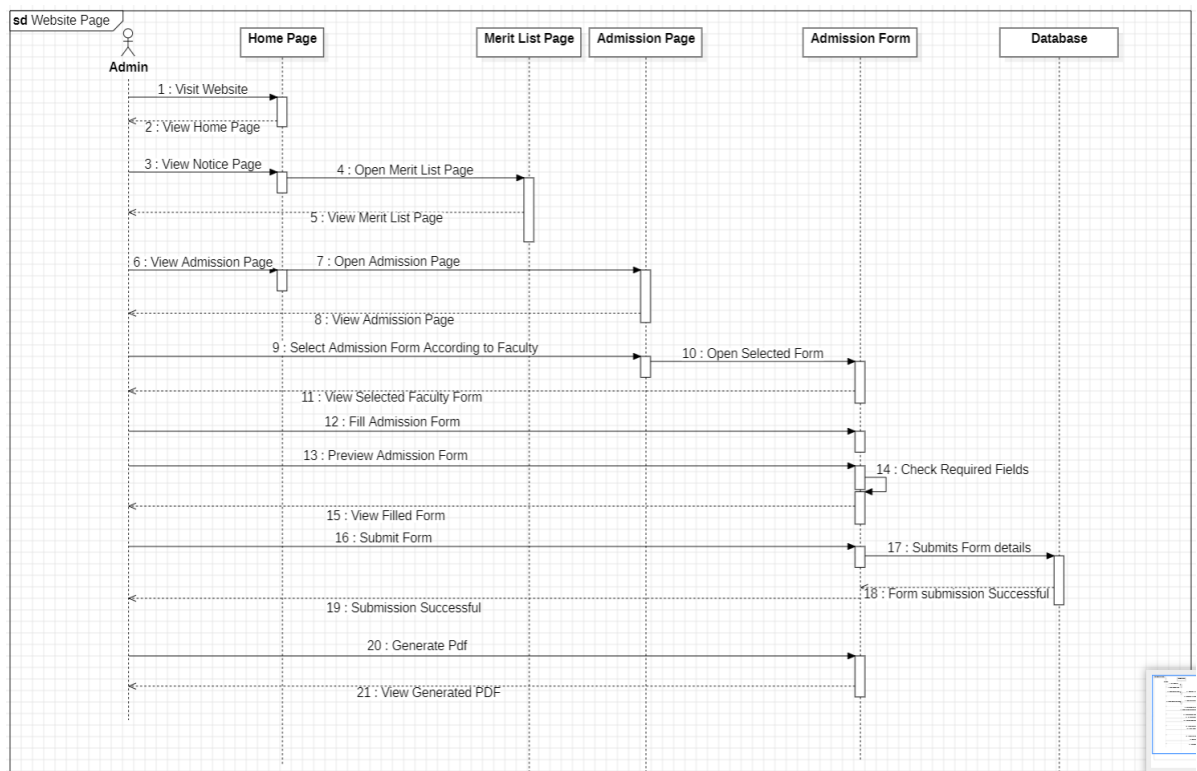 sd Website Page
Admin
Home Page
Merit List Page
Admission Page
Admission Form
Database
1 : Visit Website
2 : View Home Page
3 : View Notice Page
4 : Open Merit List Page
5 : View Merit List Page
6 : View Admission Page
7 : Open Admission Page
8 : View Admission Page
9 : Select Admission Form According to Faculty
10 : Open Selected Form
11 : View Selected Faculty Form
12 : Fill Admission Form
13 : Preview Admission Form
14 : Check Required Fields
15 : View Filled Form
16 : Submit Form
17 : Submits Form details
18 : Form submission Successful
19 : Submission Successful
20 : Generate Pdf
21 : View Generated PDF